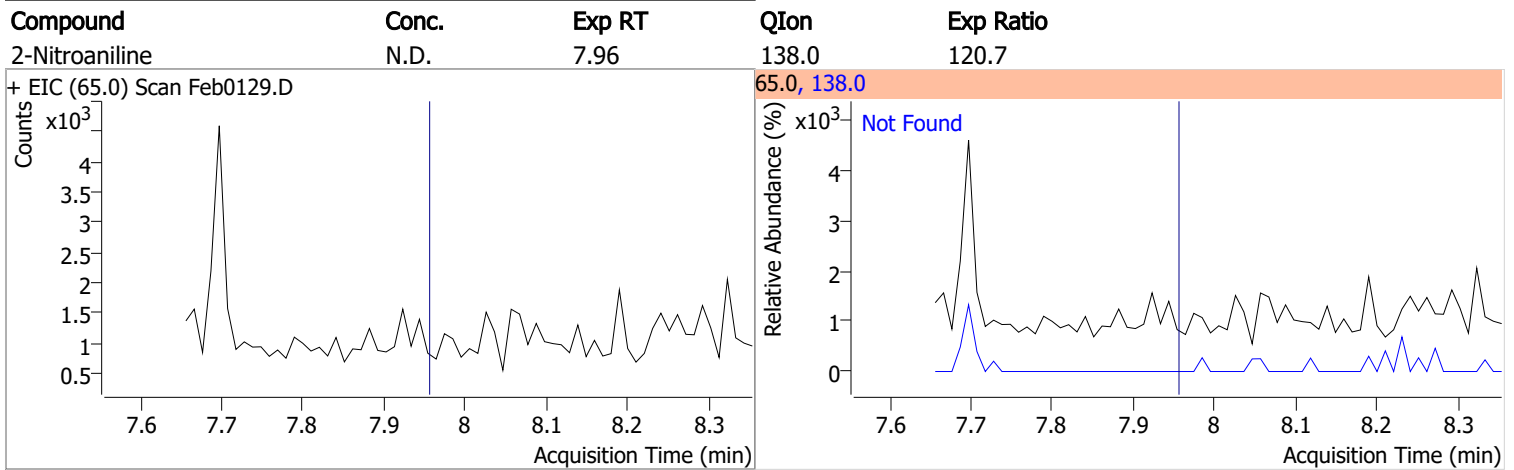 Compound Conc. Exp RT QIon Exp Ratio
2-Nitroaniline N.D. 7.96 138.0 120.7
+ EIC (65.0) Scan Feb0129.D
Counts
x10³
4
3.5
3
2.5
2
1.5
1
0.5
7.6 7.7 7.8 7.9 8 8.1 8.2 8.3
Acquisition Time (min)
65.0, 138.0
Relative Abundance (%)
x10³
Not Found
4
3
2
1
0
7.6 7.7 7.8 7.9 8 8.1 8.2 8.3
Acquisition Time (min)